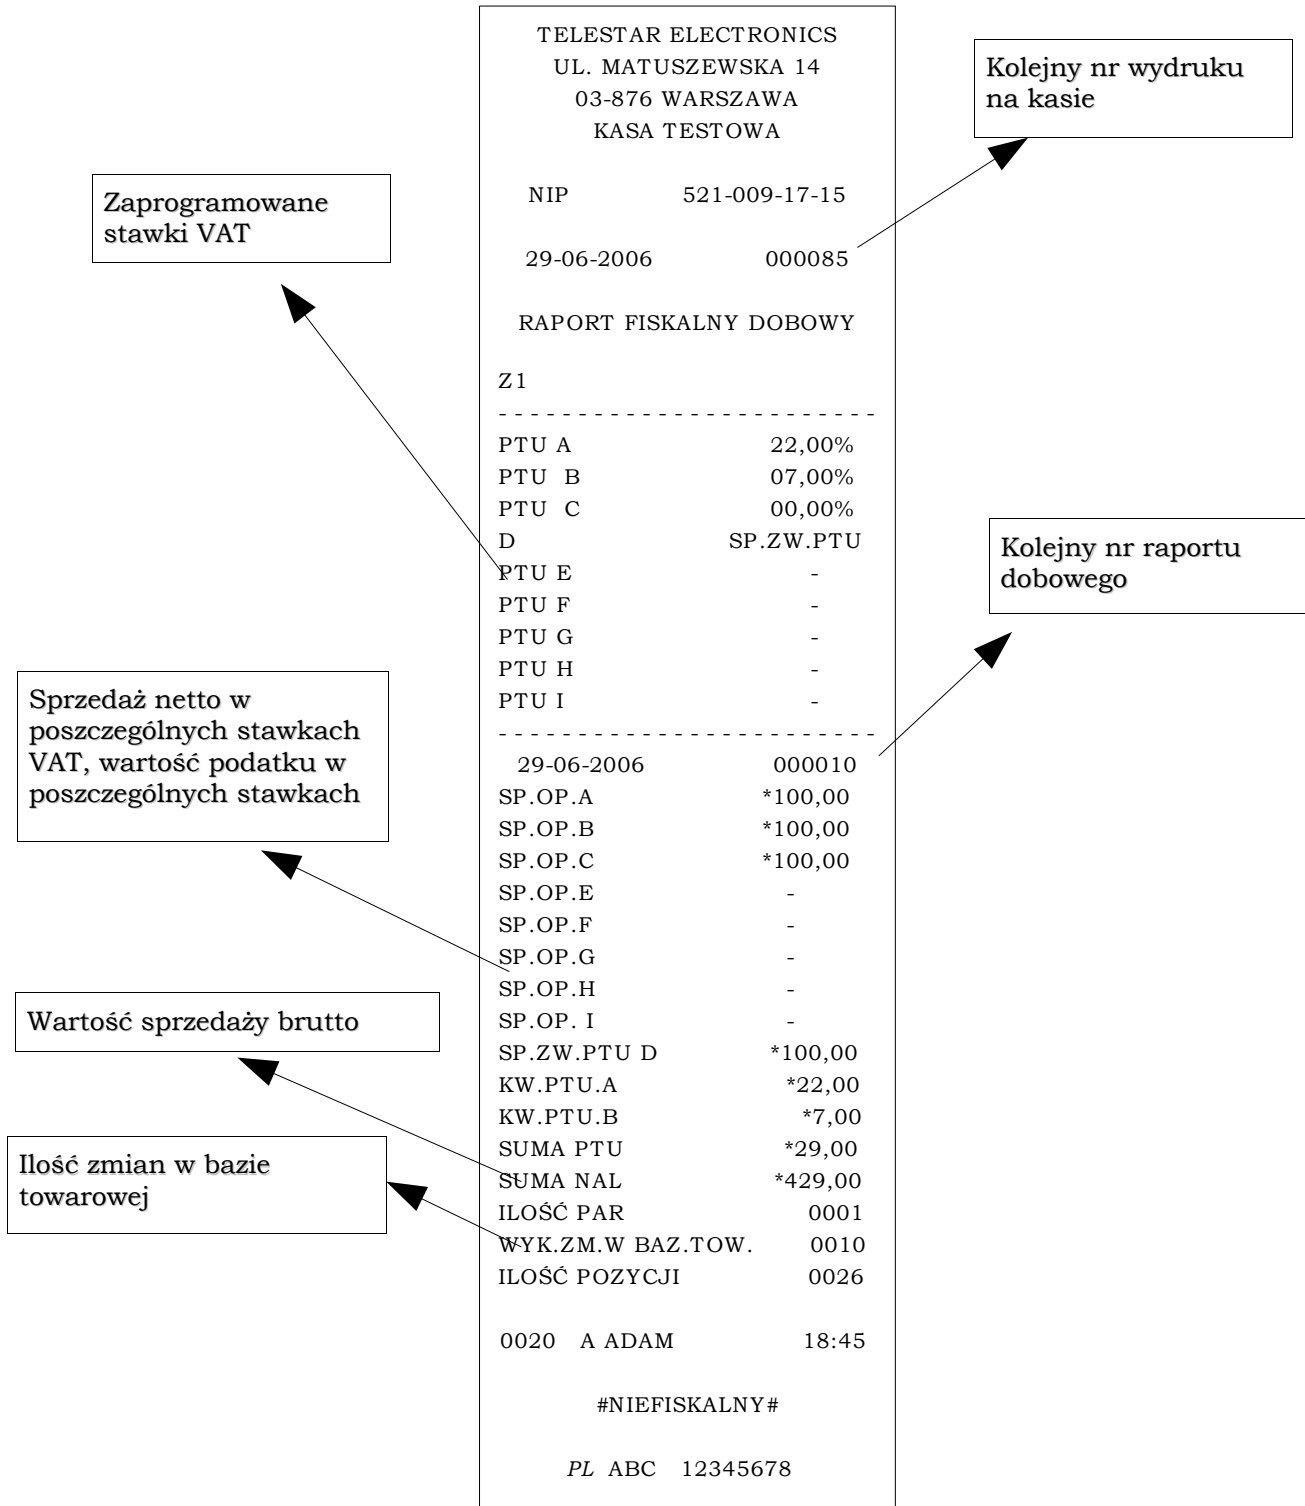 TELESTAR ELECTRONICS
UL. MATUSZEWSKA 14
03-876 WARSZAWA
KASA TESTOWA
Kolejny nr wydruku
na kasie
NIP 521-009-17-15
Zaprogramowane
stawki VAT
29-06-2006 000085
RAPORT FISKALNY DOBOWY
Z1
- - - - - - - - - - - - - - - - - - - - - - - -
PTU A 22,00%
PTU B 07,00%
PTU C 00,00%
D SP.ZW.PTU
Kolejny nr raportu
dobowego
PTU E -
PTU F -
PTU G -
PTU H -
PTU I -
- - - - - - - - - - - - - - - - - - - - - - - -
Sprzedaż netto w
poszczególnych stawkach
VAT, wartość podatku w
poszczególnych stawkach
29-06-2006 000010
SP.OP.A *100,00
SP.OP.B *100,00
SP.OP.C *100,00
SP.OP.E -
SP.OP.F -
SP.OP.G -
SP.OP.H -
SP.OP. I -
Wartość sprzedaży brutto
SP.ZW.PTU D *100,00
KW.PTU.A *22,00
KW.PTU.B *7,00
SUMA PTU *29,00
SUMA NAL *429,00
Ilość zmian w bazie
towarowej
ILOŚĆ PAR 0001
WYK.ZM.W BAZ.TOW. 0010
ILOŚĆ POZYCJI 0026
0020 A ADAM 18:45
#NIEFISKALNY#
PL ABC 12345678